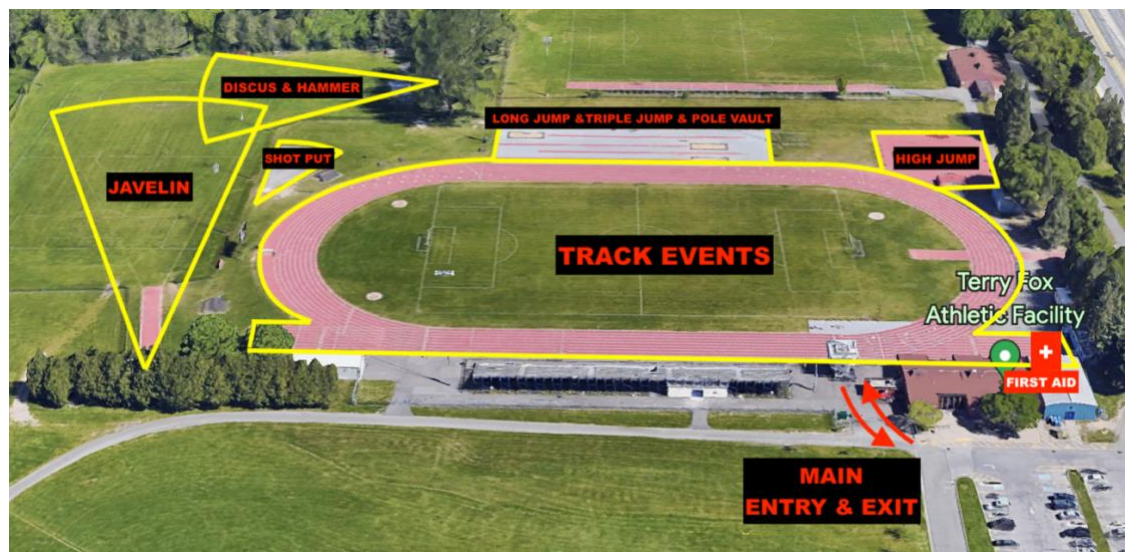 DISCUS & HAMMER
LONG JUMP &TRIPLE JUMP & POLE VAULT
SHOT PUT
HIGH JUMP
JAVELIN
TRACK EVENTS
Terry Fox
Athletic Facility
FIRST AID
MAIN
ENTRY & EXIT